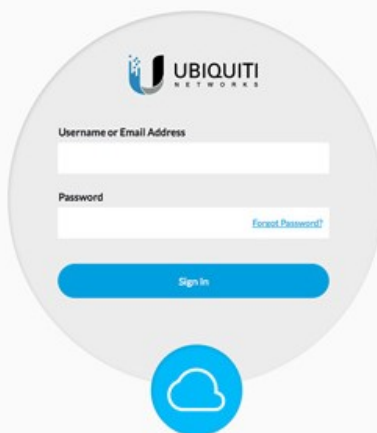 UBIQUITI
NETWORKS
Username or Email Address
Password
Forgot Password?
Sign In